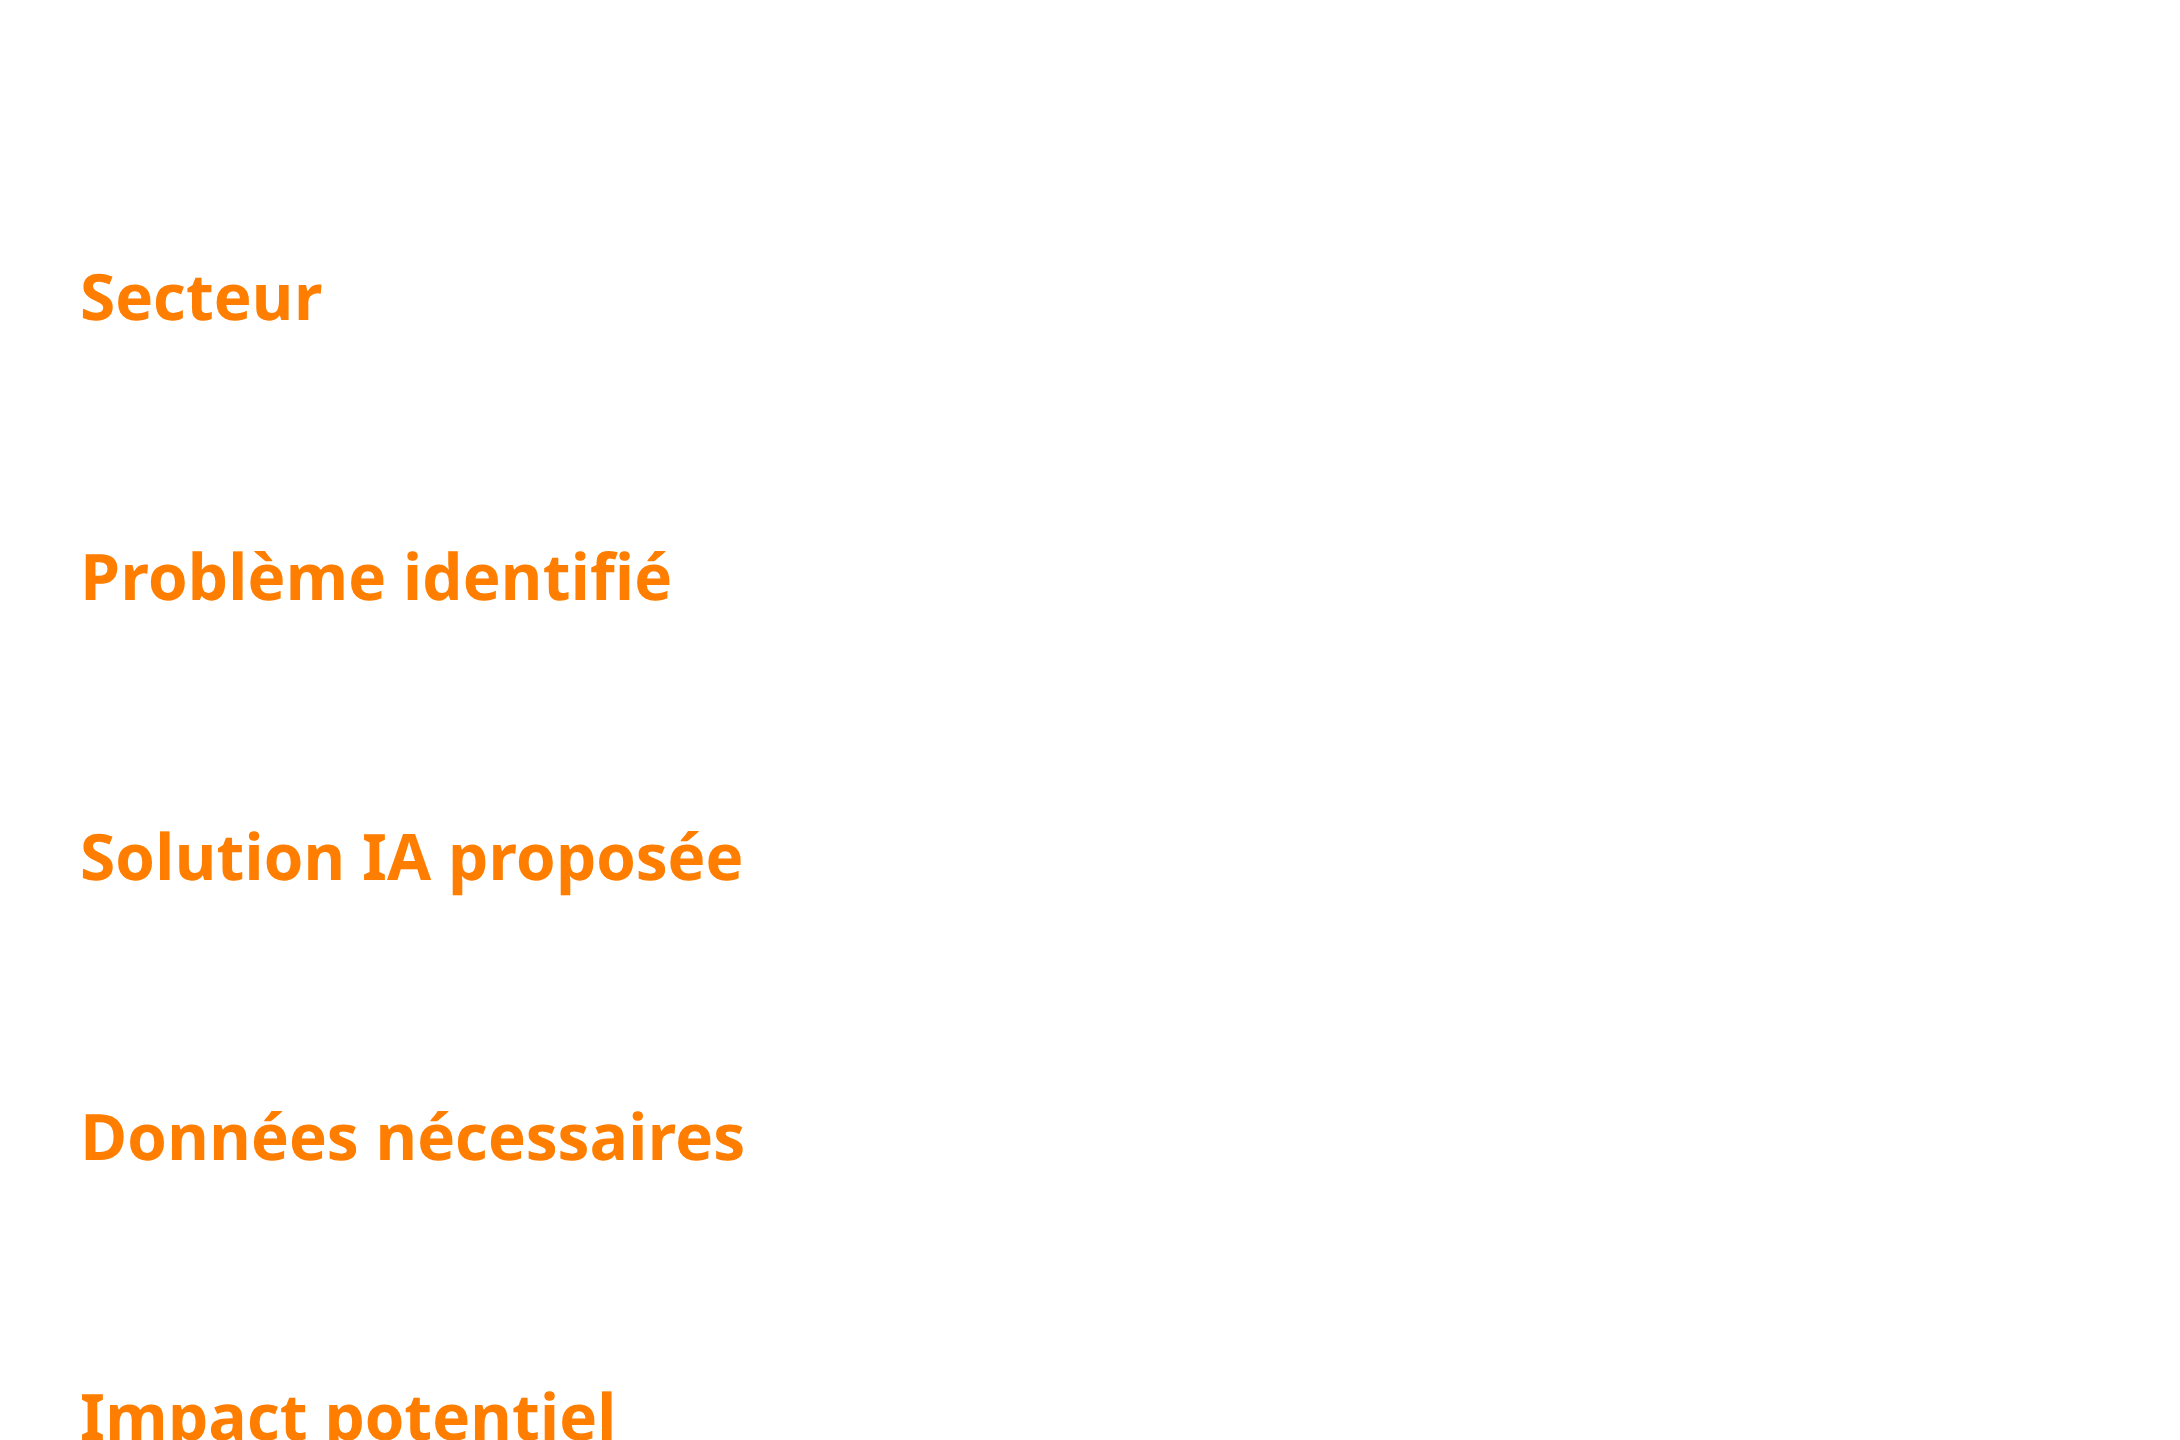 Secteur
Problème identifié
Solution IA proposée
Données nécessaires
Impact potentiel